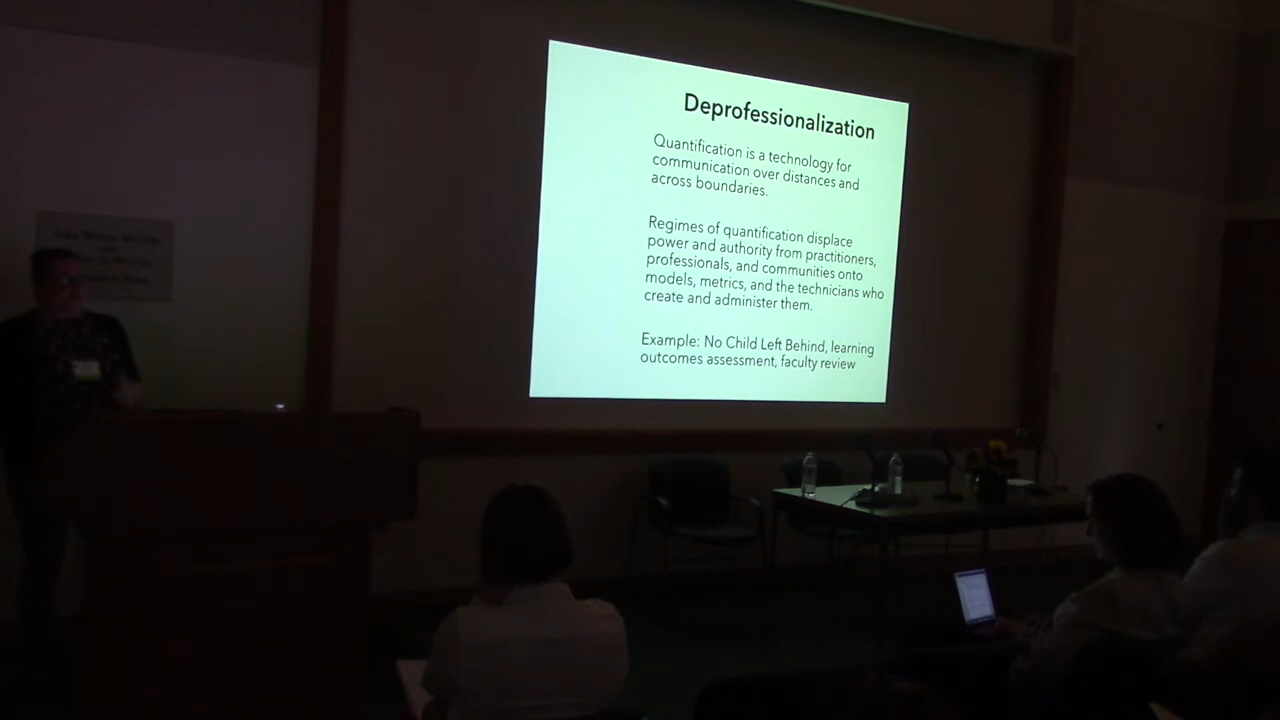 Deprofessionalization
Quantification is a technology for
communication over distances and
across boundaries.
Regimes of quantification displace
power and authority from practitioners,
professionals, and communities onto
models, metrics, and the technicians who
create and administer them.
Example: No Child Left Behind, learning
outcomes assessment, faculty review